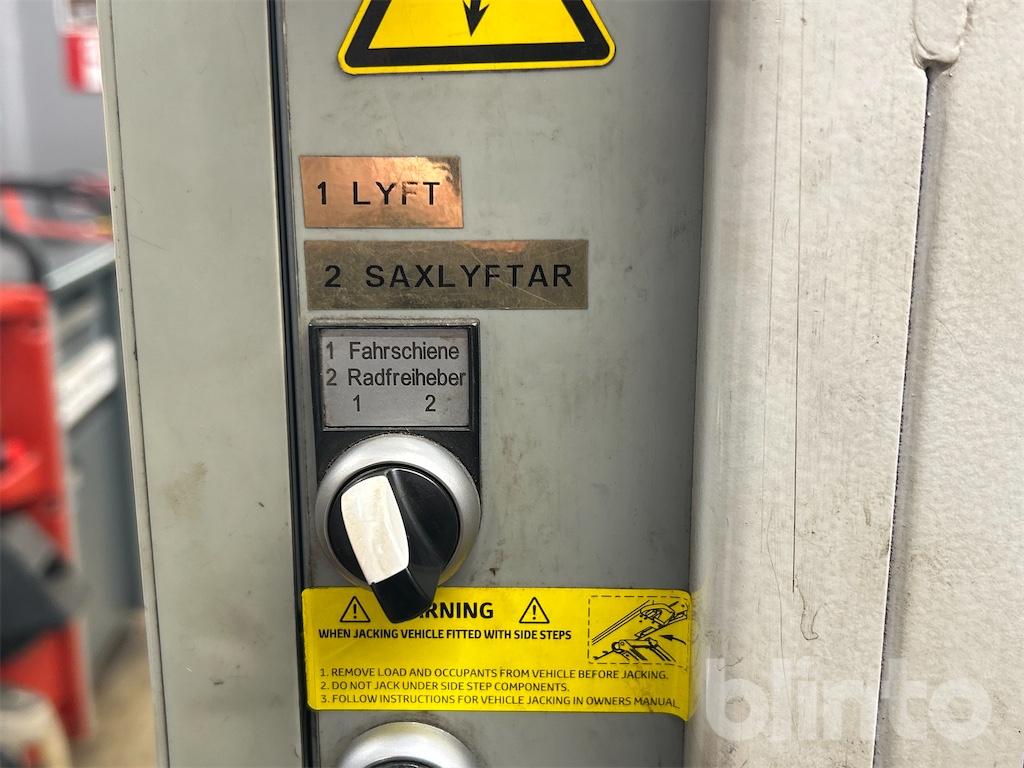 1 LYFT
2 SAXLYFTAR
1 Fahrschiene
2 Radfreiheber
1 2
WARNING
WHEN JACKING VEHICLE FITTED WITH SIDE STEPS
1. REMOVE LOAD AND OCCUPANTS FROM VEHICLE BEFORE JACKING.
2. DO NOT JACK UNDER SIDE STEP COMPONENTS.
3. FOLLOW INSTRUCTIONS FOR VEHICLE JACKING IN OWNERS MANUAL
blinto